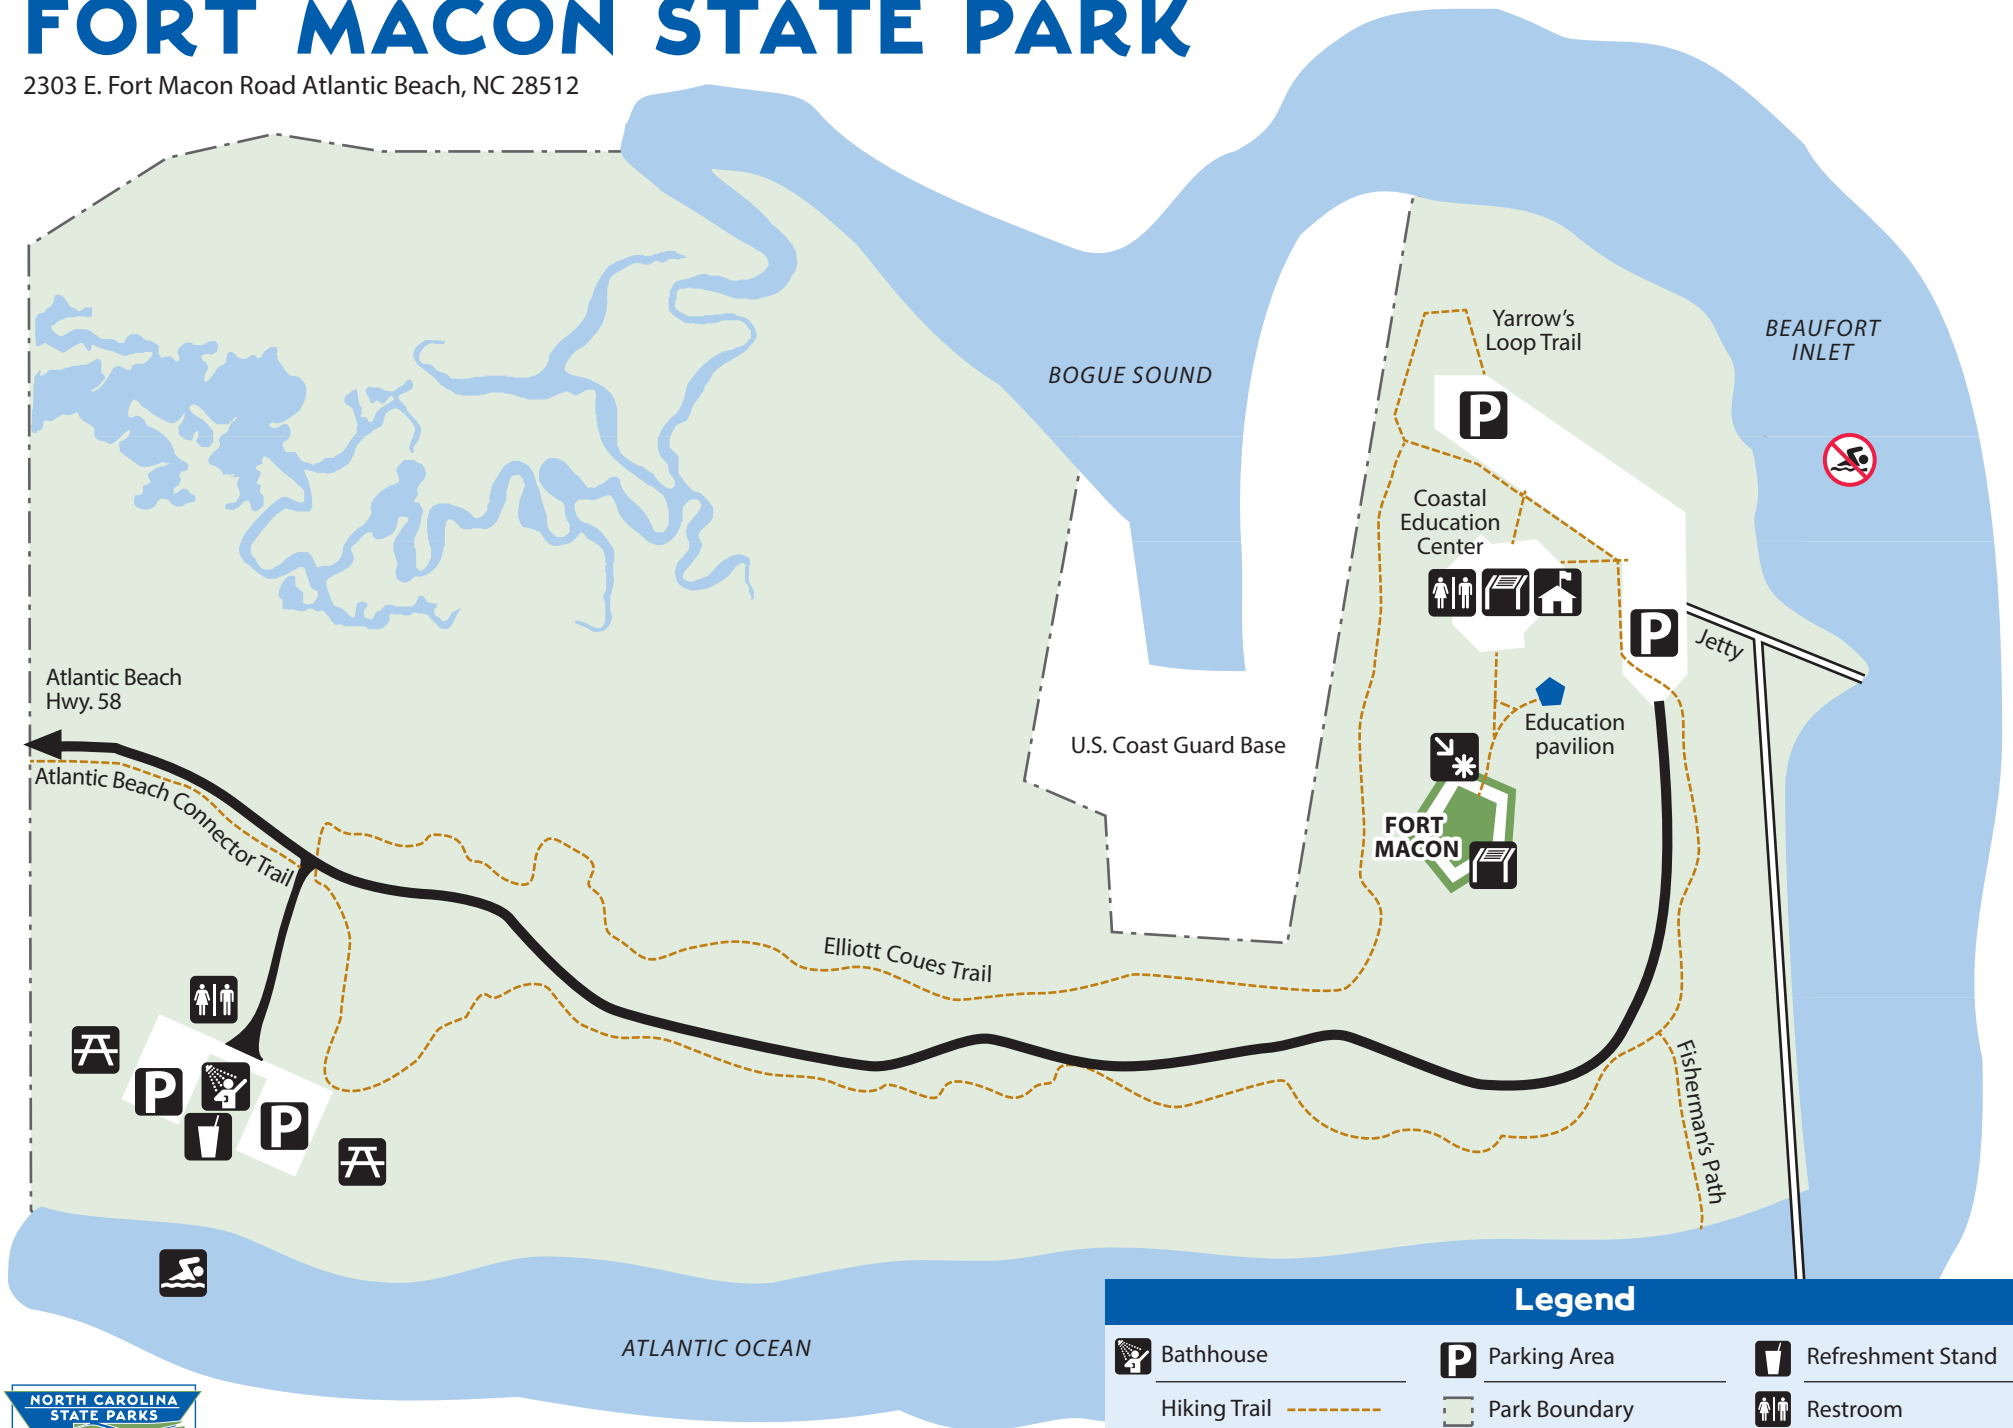 FORT MACON STATE PARK
2303 E. Fort Macon Road Atlantic Beach, NC 28512
Yarrow's
Loop Trail
BEAUFORT
INLET
BOGUE SOUND
P
Coastal
Education
Center
P
Jetty
Atlantic Beach
Hwy. 58
Education
pavilion
U.S. Coast Guard Base
Atlantic Beach Connector Trail
FORT
MACON
Elliott Coues Trail
Fisherman's Path
P
P
ATLANTIC OCEAN
Legend
Bathhouse
P Parking Area
Refreshment Stand
Hiking Trail
Park Boundary
Restroom
NORTH CAROLINA
STATE PARKS